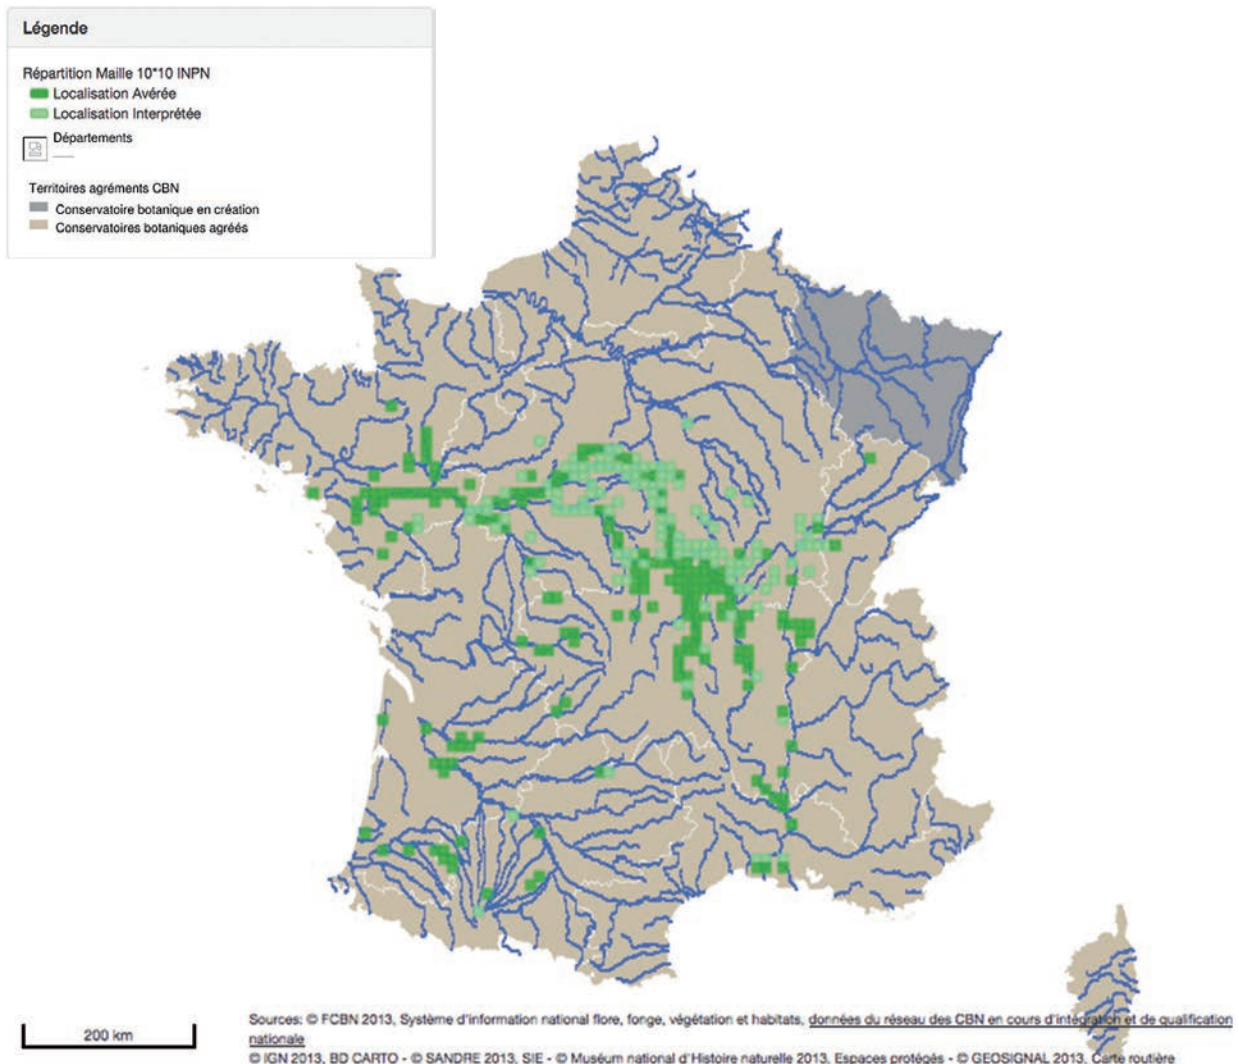 Légende
Répartition Maille 10*10 INPN
Localisation Avérée
Localisation Interprétée
Départements
Territoires agréments CBN
Conservatoire botanique en création
Conservatoires botaniques agréés
200 km
Sources: © FCBN 2013, Système d'information national flore, fonge, végétation et habitats, données du réseau des CBN en cours d'intégration et de qualification
nationale
© IGN 2013, BD CARTO - © SANDRE 2013, SIE - © Muséum national d'Histoire naturelle 2013, Espaces protégés - © GEOSIGNAL 2013, Carte routière